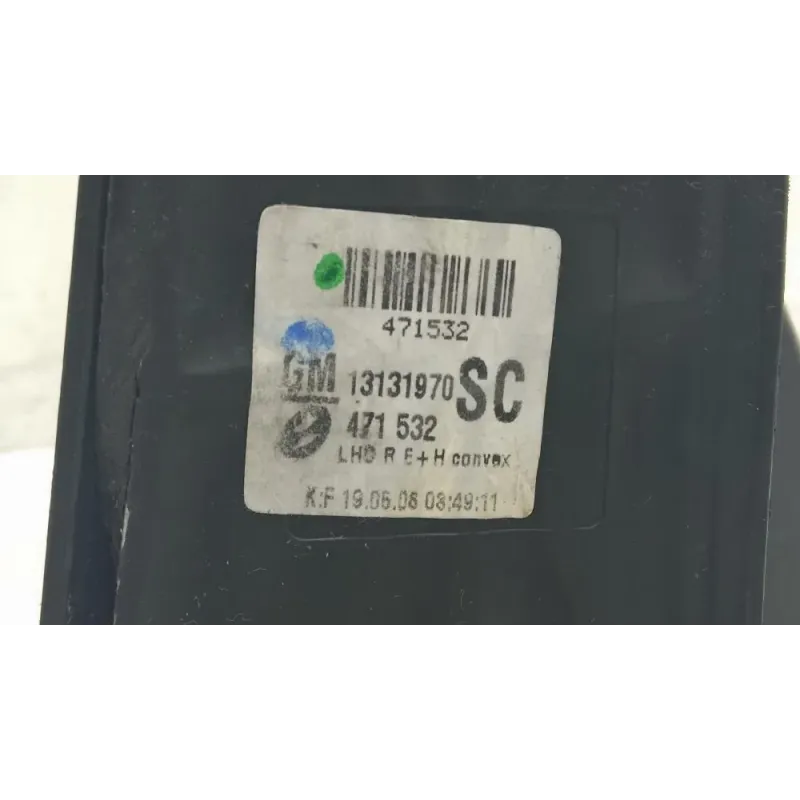 471532
GM 13131970 SC
471 532
LHD R E+H convex
K:F 19.06.06 03:49:11